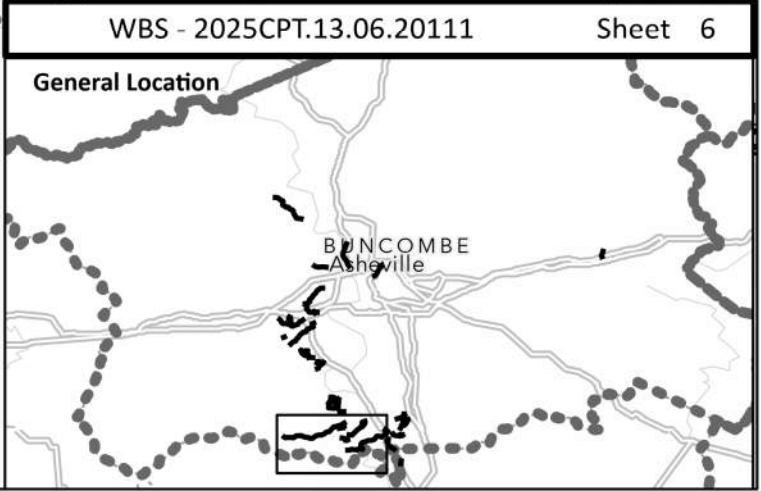 WBS - 2025CPT.13.06.20111 Sheet 6
General Location
BUNCOMBE
Asheville